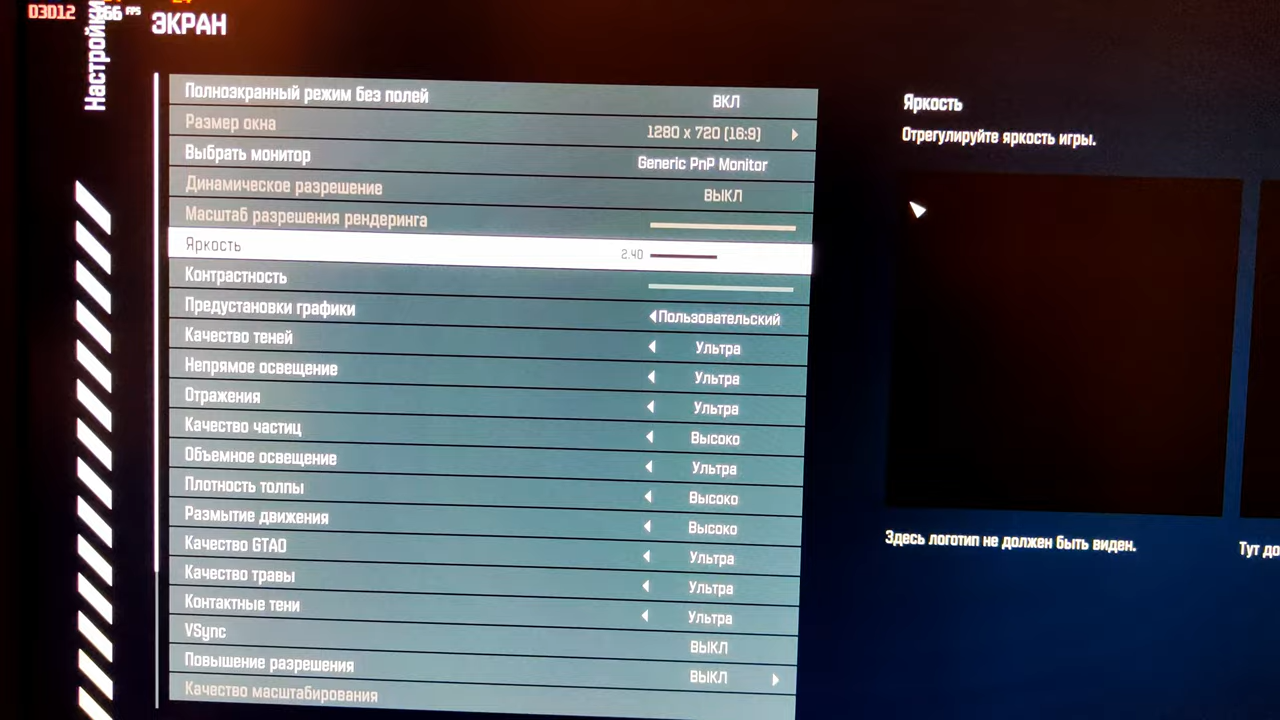 D3D12 FPS
Настройки
ЭКРАН
Полноэкранный режим без полей ВКЛ
Размер окна 1280 x 720 (16:9)
Выбрать монитор Generic PnP Monitor
Динамическое разрешение ВЫКЛ
Масштаб разрешения рендеринга
Яркость 2.40
Контрастность
Предустановки графики Пользовательский
Качество теней Ультра
Непрямое освещение Ультра
Отражения Ультра
Качество частиц Высоко
Объемное освещение Ультра
Плотность толпы Высоко
Размытие движения Высоко
Качество GTAO Ультра
Качество травы Ультра
Контактные тени Ультра
VSync ВЫКЛ
Повышение разрешения ВЫКЛ
Качество масштабирования
Яркость
Отрегулируйте яркость игры.
Здесь логотип не должен быть виден.
Тут